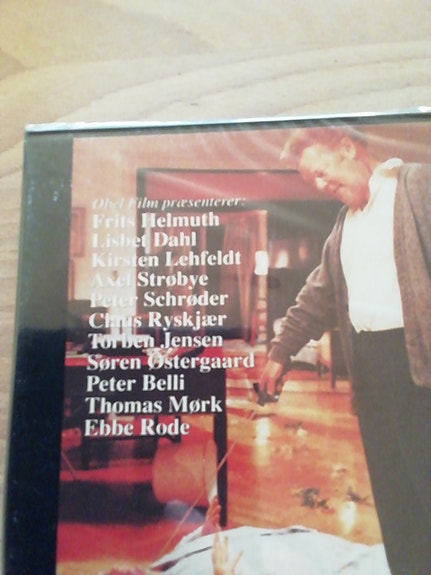 Obel Film præsenterer:
Frits Helmuth
Lisbet Dahl
Kirsten Lehfeldt
Axel Strøbye
Peter Schrøder
Claus Ryskjær
Torben Jensen
Søren Østergaard
Peter Belli
Thomas Mørk
Ebbe Rode